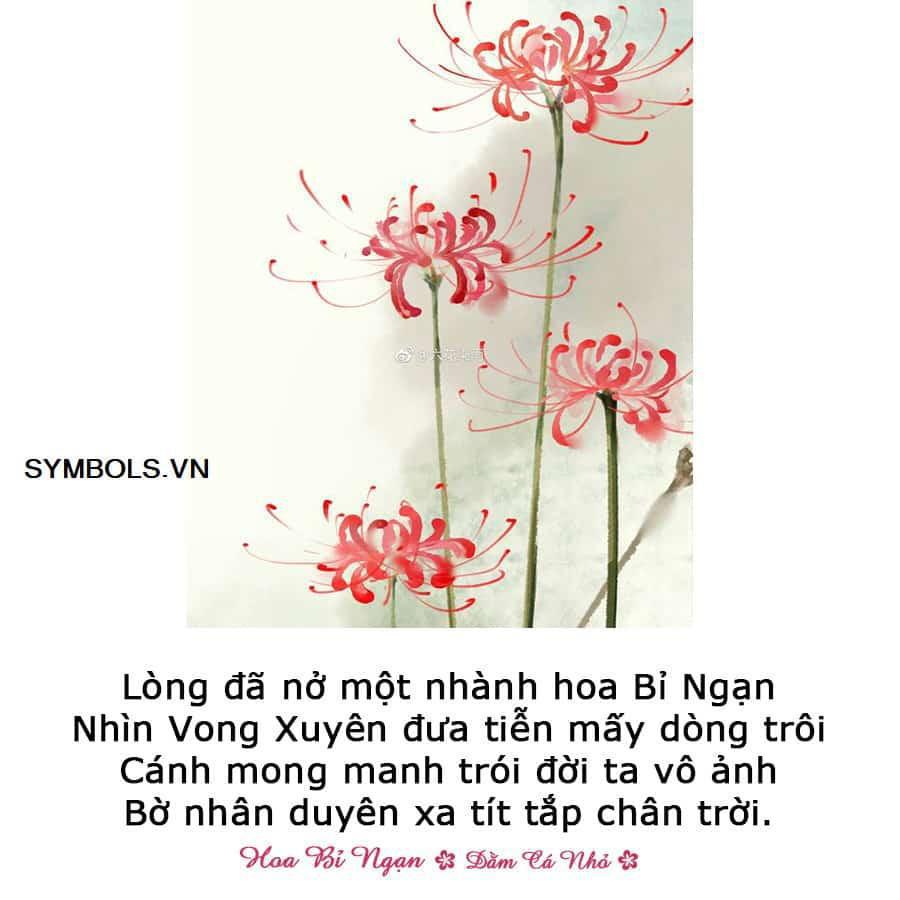 SYMBOLS.VN
Lòng đã nở một nhành hoa Bỉ Ngạn
Nhìn Vong Xuyên đưa tiễn mấy dòng trôi
Cánh mong manh trói đời ta vô ảnh
Bờ nhân duyên xa tít tắp chân trời.
Hoa Bỉ Ngạn ❀ Đằm Cá Nhỏ ❀